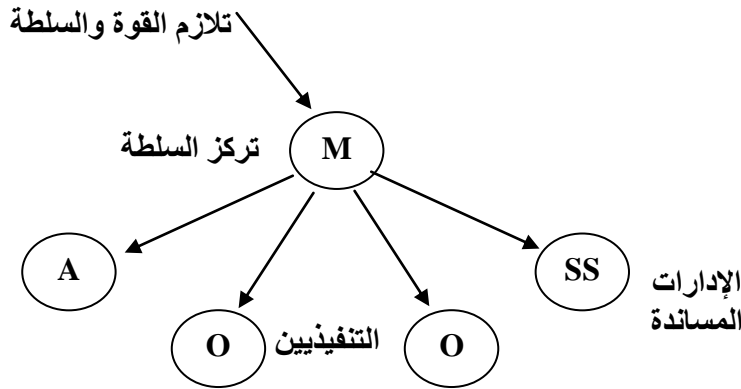 تلازم القوة والسلطة
تركز السلطة
M
A
SS
الإدارات
المساندة
O
التنفيذيين
O